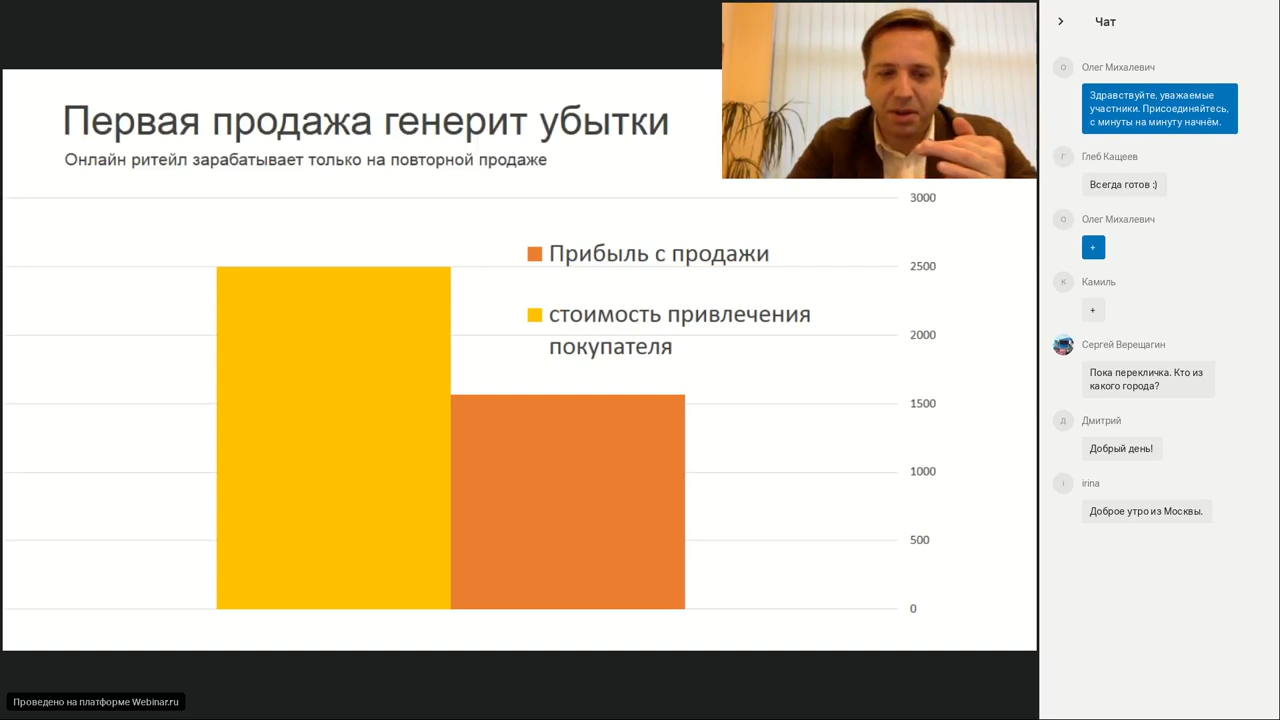 Первая продажа генерит убытки
Онлайн ритейл зарабатывает только на повторной продаже
3000
2500
2000
1500
1000
500
0
Прибыль с продажи
стоимость привлечения
покупателя
Проведено на платформе Webinar.ru
Чат
О
Олег Михалевич
Здравствуйте, уважаемые
участники. Присоединяйтесь,
с минуты на минуту начнём.
Г
Глеб Кащеев
Всегда готов :)
О
Олег Михалевич
+
К
Камиль
+
Сергей Верещагин
Пока перекличка. Кто из
какого города?
Д
Дмитрий
Добрый день!
i
irina
Доброе утро из Москвы.